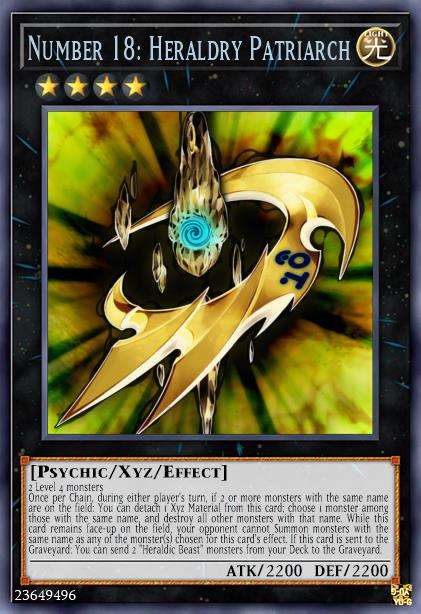 NUMBER 18: HERALDRY PATRIARCH
LIGHT
光
18
[PSYCHIC/XYZ/EFFECT]
2 Level 4 monsters
Once per Chain, during either player's turn, if 2 or more monsters with the same name
are on the field: You can detach 1 Xyz Material from this card; choose 1 monster among
those with the same name, and destroy all other monsters with that name. While this
card remains face-up on the field, your opponent cannot Summon monsters with the
same name as any of the monster(s) chosen for this card's effect. If this card is sent to the
Graveyard: You can send 2 "Heraldic Beast" monsters from your Deck to the Graveyard.
ATK/2200 DEF/2200
23649496